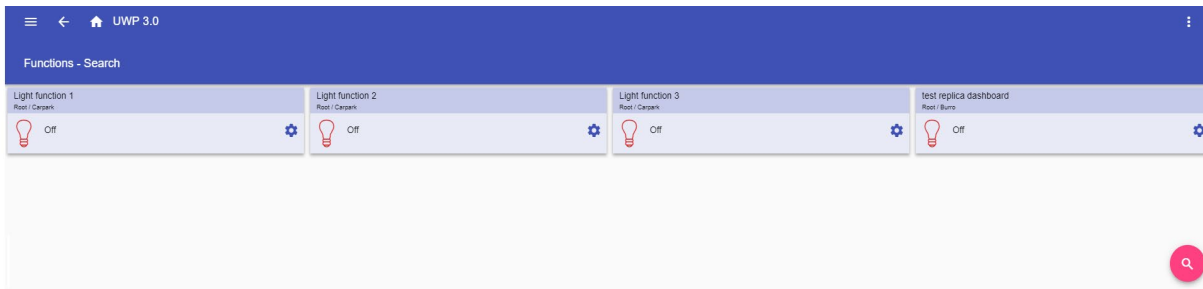 UWP 3.0
Functions - Search
Light function 1
Root / Carpark
Off
Light function 2
Root / Carpark
Off
Light function 3
Root / Carpark
Off
test replica dashboard
Root / Burro
Off